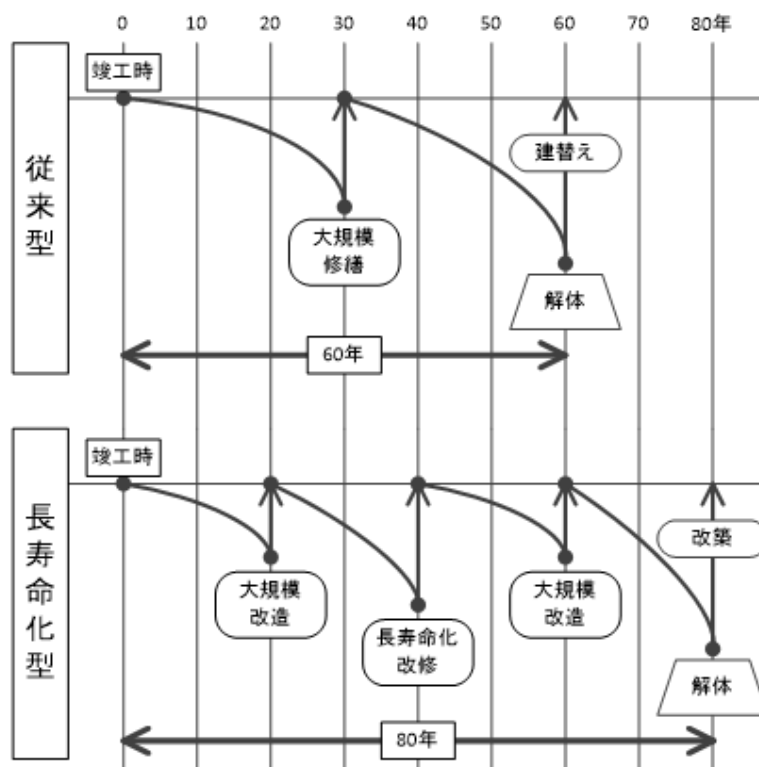 0 10 20 30 40 50 60 70 80年
従来型
竣工時
建替え
大規模
修繕
解体
60年
長寿命化型
竣工時
改築
大規模
改造
大規模
改造
長寿命化
改修
解体
80年